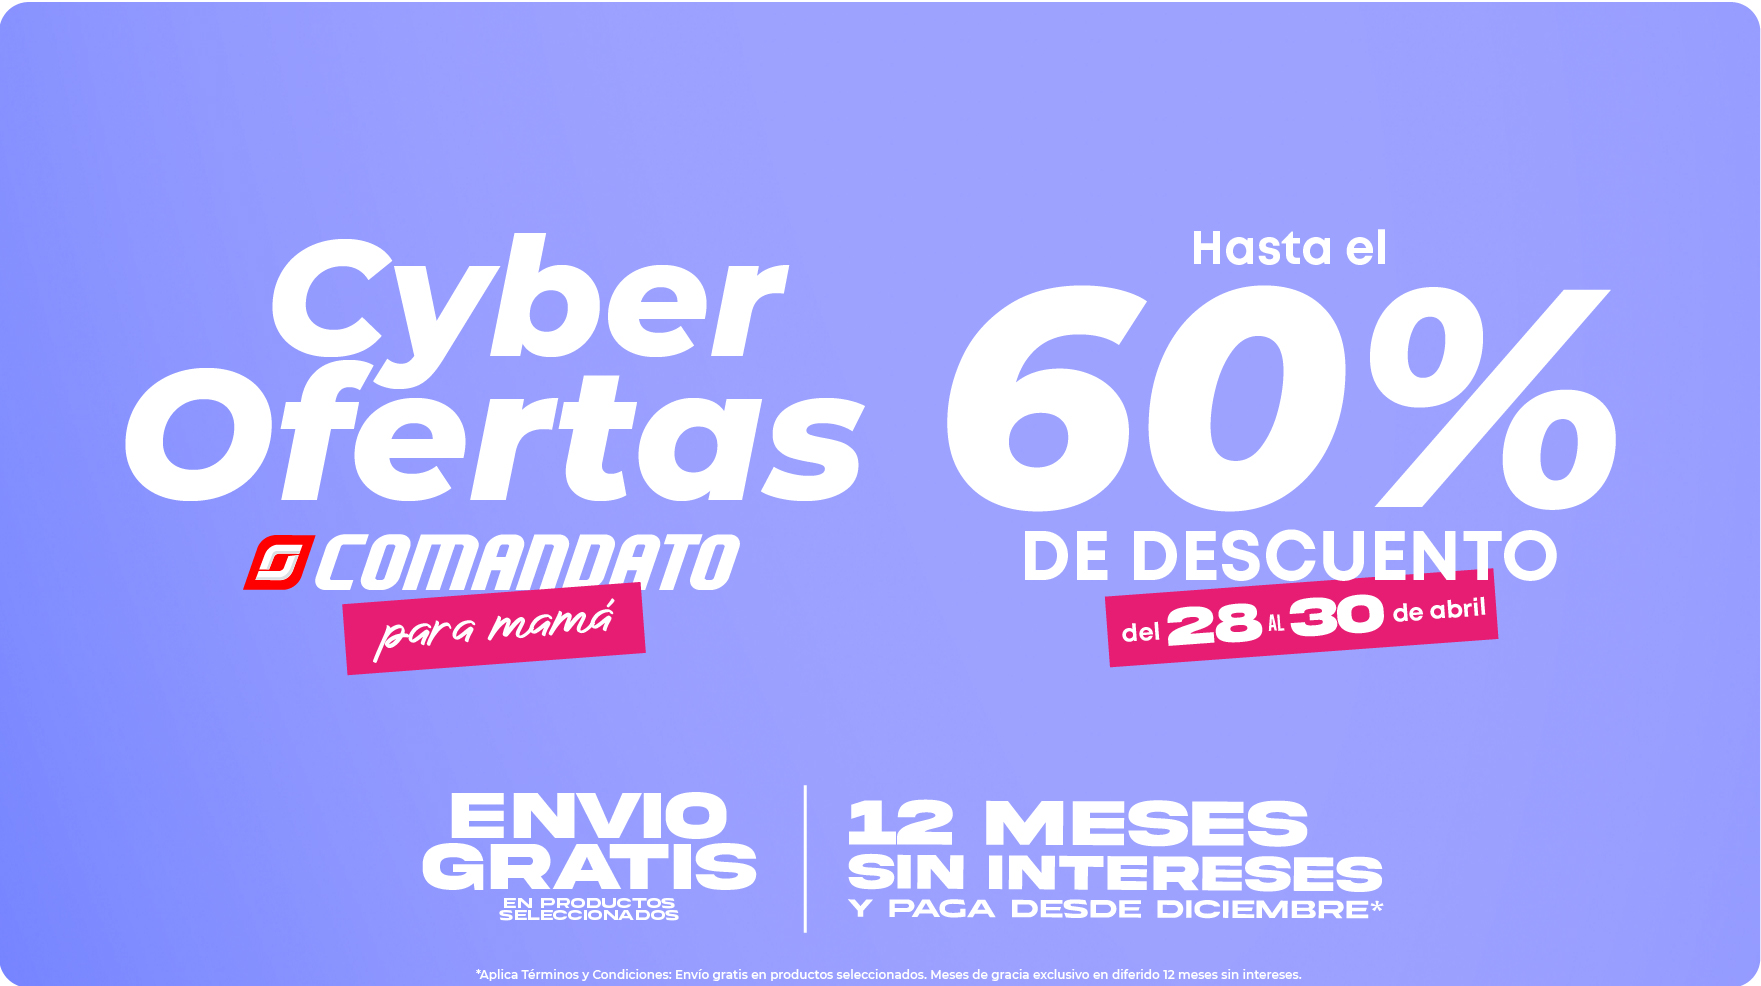 Cyber
Ofertas
COMANDATO
para mamá
Hasta el
60%
DE DESCUENTO
del 28 AL 30 de abril
ENVIO
GRATIS
EN PRODUCTOS
SELECCIONADOS
12 MESES
SIN INTERESES
Y PAGA DESDE DICIEMBRE*
*Aplica Términos y Condiciones: Envío gratis en productos seleccionados. Meses de gracia exclusivo en diferido 12 meses sin intereses.